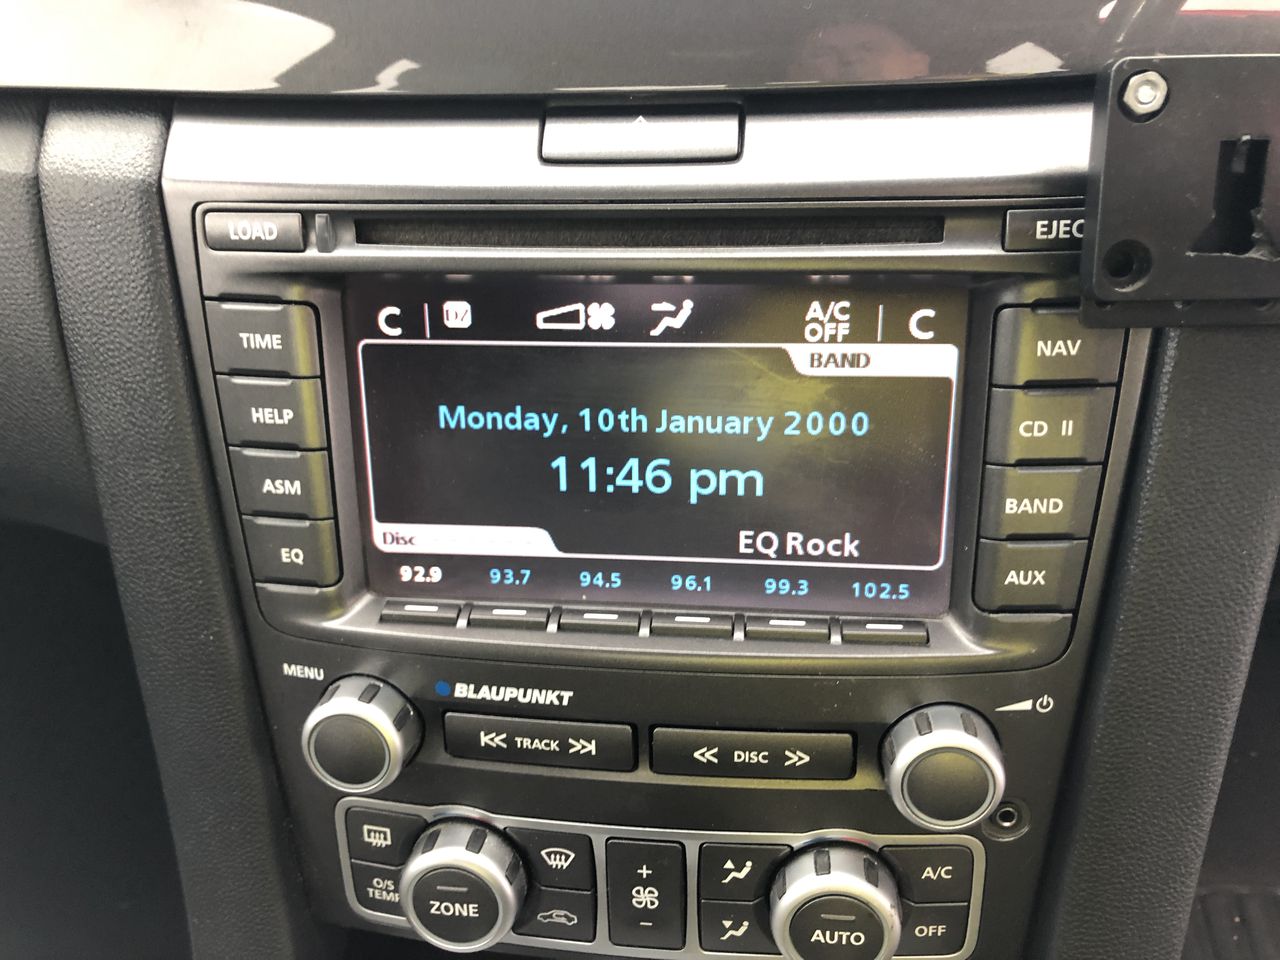 LOAD
TIME
HELP
ASM
EQ
C
A/C
OFF
C
BAND
Monday, 10th January 2000
11:46 pm
Disc
EQ Rock
92.9 93.7 94.5 96.1 99.3 102.5
NAV
CD II
BAND
AUX
MENU
BLAUPUNKT
TRACK
DISC
O/S
TEMP
ZONE
+
-
AUTO
A/C
OFF